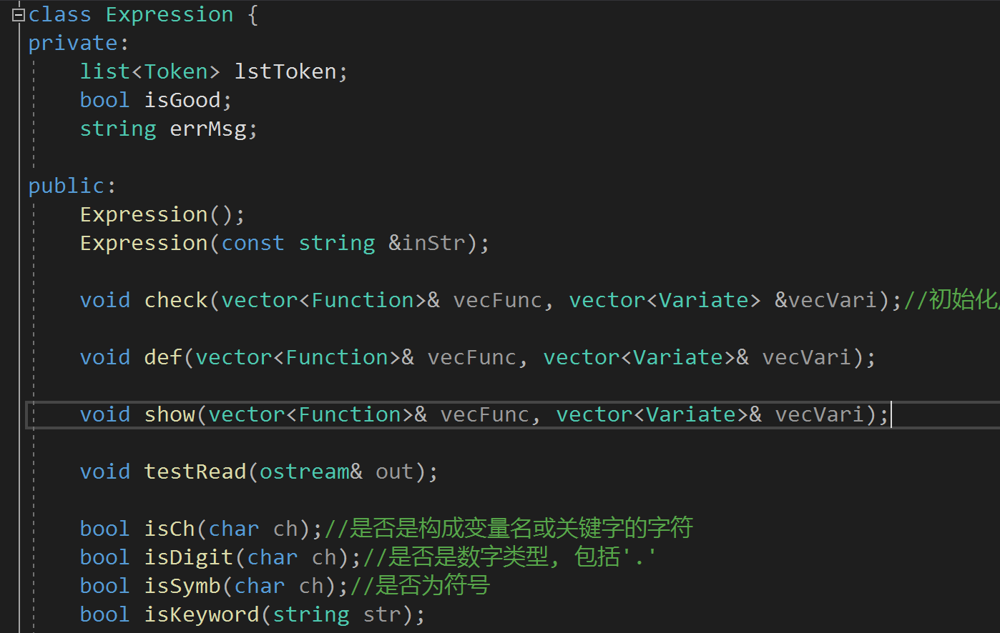 class Expression {
private:
list<Token> lstToken;
bool isGood;
string errMsg;
public:
Expression();
Expression(const string &inStr);
void check(vector<Function>& vecFunc, vector<Variate> &vecVari);//初始化
void def(vector<Function>& vecFunc, vector<Variate>& vecVari);
void show(vector<Function>& vecFunc, vector<Variate>& vecVari);
void testRead(ostream& out);
bool isCh(char ch);//是否是构成变量名或关键字的字符
bool isDigit(char ch);//是否是数字类型, 包括'.'
bool isSymb(char ch);//是否为符号
bool isKeyword(string str);